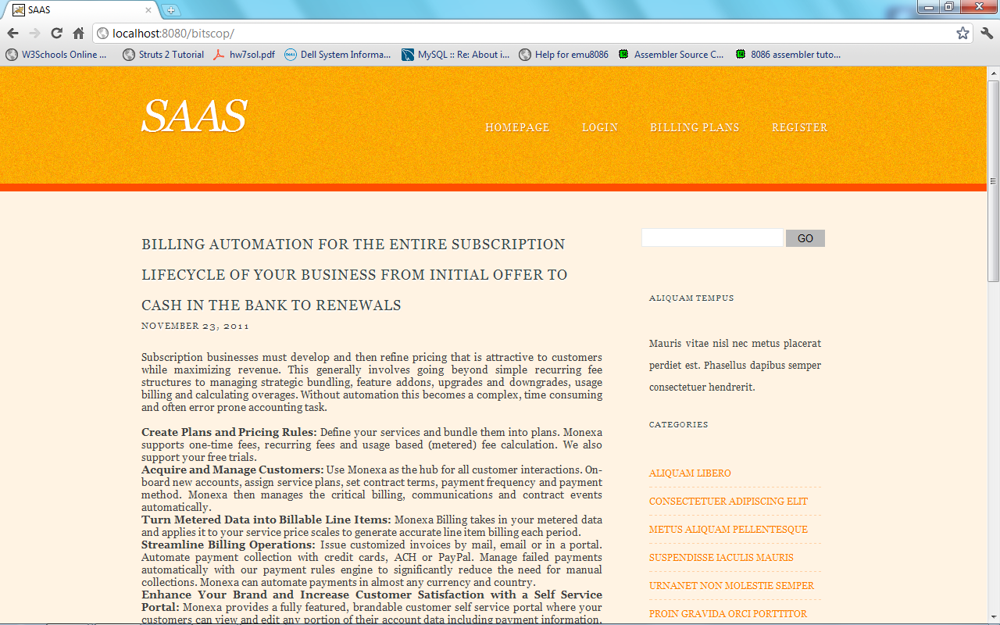 SAAS
localhost:8080/bitscop/
W3Schools Online ...
Struts 2 Tutorial
hw7sol.pdf
Dell System Informa...
MySQL :: Re: About i...
Help for emu8086
Assembler Source C...
8086 assembler tuto...
SAAS
HOMEPAGE
LOGIN
BILLING PLANS
REGISTER
BILLING AUTOMATION FOR THE ENTIRE SUBSCRIPTION
LIFECYCLE OF YOUR BUSINESS FROM INITIAL OFFER TO
CASH IN THE BANK TO RENEWALS
NOVEMBER 23, 2011
Subscription businesses must develop and then refine pricing that is attractive to customers
while maximizing revenue. This generally involves going beyond simple recurring fee
structures to managing strategic bundling, feature addons, upgrades and downgrades, usage
billing and calculating overages. Without automation this becomes a complex, time consuming
and often error prone accounting task.
Create Plans and Pricing Rules: Define your services and bundle them into plans. Monexa
supports one-time fees, recurring fees and usage based (metered) fee calculation. We also
support your free trials.
Acquire and Manage Customers: Use Monexa as the hub for all customer interactions. On-
board new accounts, assign service plans, set contract terms, payment frequency and payment
method. Monexa then manages the critical billing, communications and contract events
automatically.
Turn Metered Data into Billable Line Items: Monexa Billing takes in your metered data
and applies it to your service price scales to generate accurate line item billing each period.
Streamline Billing Operations: Issue customized invoices by mail, email or in a portal.
Automate payment collection with credit cards, ACH or PayPal. Manage failed payments
automatically with our payment rules engine to significantly reduce the need for manual
collections. Monexa can automate payments in almost any currency and country.
Enhance Your Brand and Increase Customer Satisfaction with a Self Service
Portal: Monexa provides a fully featured, brandable customer self service portal where your
customers can view and edit any portion of their account data including payment information.
GO
ALIQUAM TEMPUS
Mauris vitae nisl nec metus placerat
perdiet est. Phasellus dapibus semper
consectetuer hendrerit.
CATEGORIES
ALIQUAM LIBERO
CONSECTETUER ADIPISCING ELIT
METUS ALIQUAM PELLENTESQUE
SUSPENDISSE IACULIS MAURIS
URNANET NON MOLESTIE SEMPER
PROIN GRAVIDA ORCI PORTTITOR